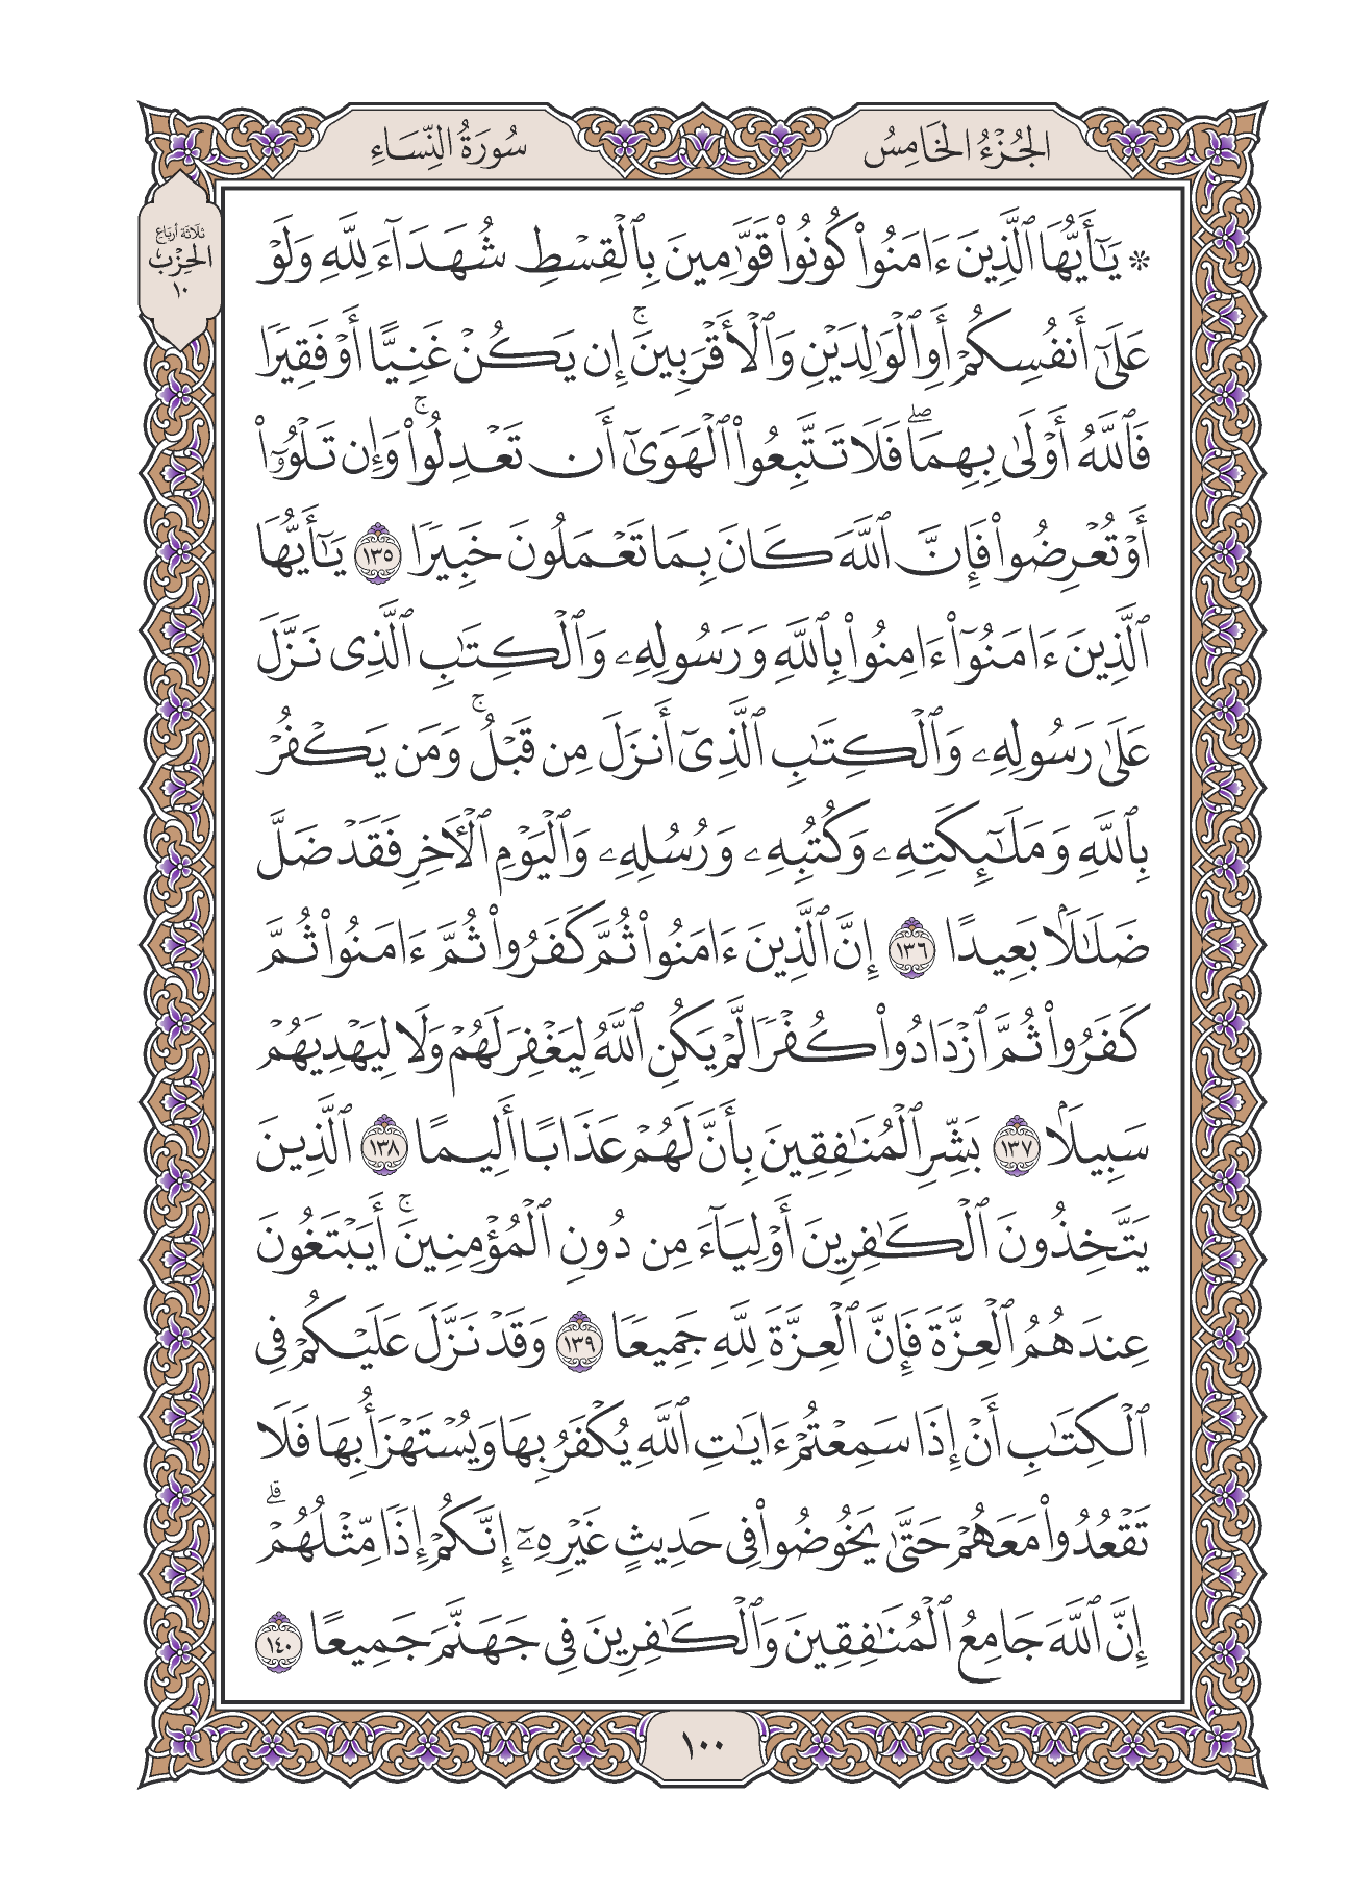 الجُزْءُ الخَامِسُ
سُورَةُ النِّسَاءِ
ثلاثة أرباع
الحِزْب
١٠
۞ يَٰٓأَيُّهَا ٱلَّذِينَ ءَامَنُواْ كُونُواْ قَوَّٰمِينَ بِٱلْقِسْطِ شُهَدَآءَ لِلَّهِ وَلَوْ
عَلَىٰٓ أَنفُسِكُمْ أَوِ ٱلْوَٰلِدَيْنِ وَٱلْأَقْرَبِينَۚ إِن يَكُنْ غَنِيًّا أَوْ فَقِيرًا
فَٱللَّهُ أَوْلَىٰ بِهِمَاۖ فَلَا تَتَّبِعُواْ ٱلْهَوَىٰٓ أَن تَعْدِلُواْۚ وَإِن تَلْوُۥٓاْ
أَوْ تُعْرِضُواْ فَإِنَّ ٱللَّهَ كَانَ بِمَا تَعْمَلُونَ خَبِيرًا ١٣٥ يَٰٓأَيُّهَا
ٱلَّذِينَ ءَامَنُوٓاْ ءَامِنُواْ بِٱللَّهِ وَرَسُولِهِۦ وَٱلْكِتَٰبِ ٱلَّذِى نَزَّلَ
عَلَىٰ رَسُولِهِۦ وَٱلْكِتَٰبِ ٱلَّذِىٓ أَنزَلَ مِن قَبْلُۚ وَمَن يَكْفُرْ
بِٱللَّهِ وَمَلَٰٓئِكَتِهِۦ وَكُتُبِهِۦ وَرُسُلِهِۦ وَٱلْيَوْمِ ٱلْأٓخِرِ فَقَدْ ضَلَّ
ضَلَٰلًۢا بَعِيدًا ١٣٦ إِنَّ ٱلَّذِينَ ءَامَنُواْ ثُمَّ كَفَرُواْ ثُمَّ ءَامَنُواْ ثُمَّ
كَفَرُواْ ثُمَّ ٱزْدَادُواْ كُفْرًا لَّمْ يَكُنِ ٱللَّهُ لِيَغْفِرَ لَهُمْ وَلَا لِيَهْدِيَهُمْ
سَبِيلًۢا ١٣٧ بَشِّرِ ٱلْمُنَٰفِقِينَ بِأَنَّ لَهُمْ عَذَابًا أَلِيمًا ١٣٨ ٱلَّذِينَ
يَتَّخِذُونَ ٱلْكَٰفِرِينَ أَوْلِيَآءَ مِن دُونِ ٱلْمُؤْمِنِينَۚ أَيَبْتَغُونَ
عِندَهُمُ ٱلْعِزَّةَ فَإِنَّ ٱلْعِزَّةَ لِلَّهِ جَمِيعًا ١٣٩ وَقَدْ نَزَّلَ عَلَيْكُمْ فِى
ٱلْكِتَٰبِ أَنْ إِذَا سَمِعْتُمْ ءَايَٰتِ ٱللَّهِ يُكْفَرُ بِهَا وَيُسْتَهْزَأُ بِهَا فَلَا
تَقْعُدُواْ مَعَهُمْ حَتَّىٰ يَخُوضُواْ فِى حَدِيثٍ غَيْرِهِۦٓ إِنَّكُمْ إِذًا مِّثْلُهُمْۗ
إِنَّ ٱللَّهَ جَامِعُ ٱلْمُنَٰفِقِينَ وَٱلْكَٰفِرِينَ فِى جَهَنَّمَ جَمِيعًا ١٤٠
١٠٠